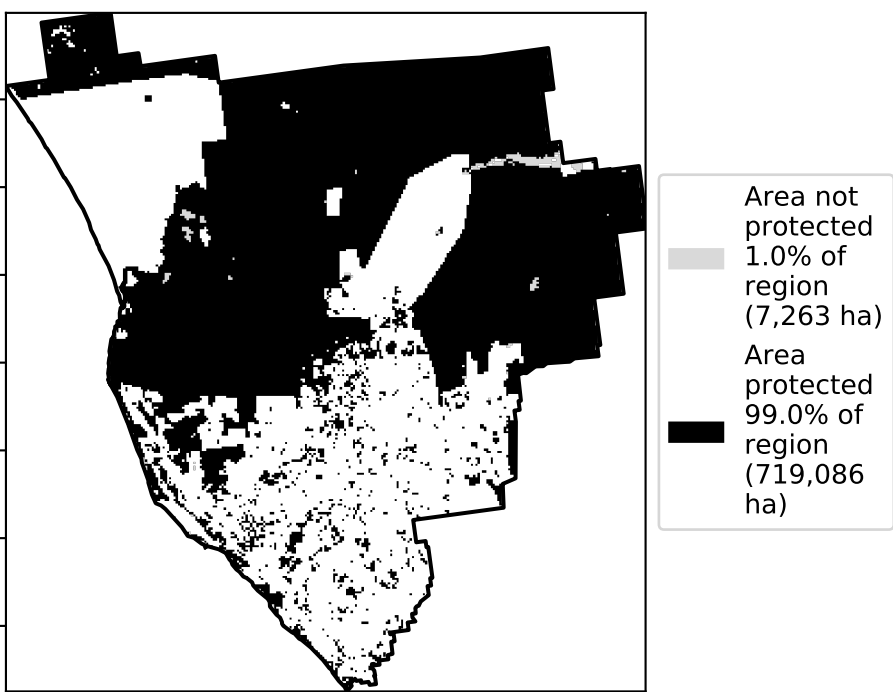 Area not
protected
1.0% of
region
(7,263 ha)
Area
protected
99.0% of
region
(719,086
ha)